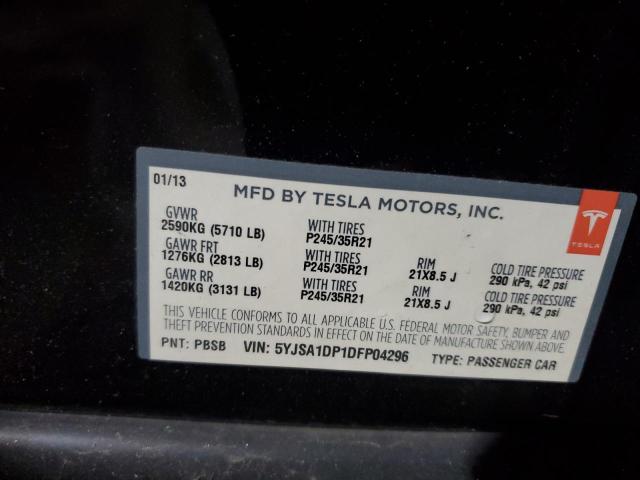 01/13
MFD BY TESLA MOTORS, INC.
GVWR
2590KG (5710 LB)
WITH TIRES
P245/35R21
GAWR FRT
1276KG (2813 LB)
WITH TIRES
P245/35R21
RIM
21X8.5 J
COLD TIRE PRESSURE
290 kPa, 42 psi
GAWR RR
1420KG (3131 LB)
WITH TIRES
P245/35R21
RIM
21X8.5 J
COLD TIRE PRESSURE
290 kPa, 42 psi
TESLA
THIS VEHICLE CONFORMS TO ALL APPLICABLE U.S. FEDERAL MOTOR SAFETY, BUMPER AND
THEFT PREVENTION STANDARDS IN EFFECT ON THE DATE OF MANUFACTURE SHOWN ABOVE.
PNT: PBSB VIN: 5YJSA1DP1DFP04296 TYPE: PASSENGER CAR